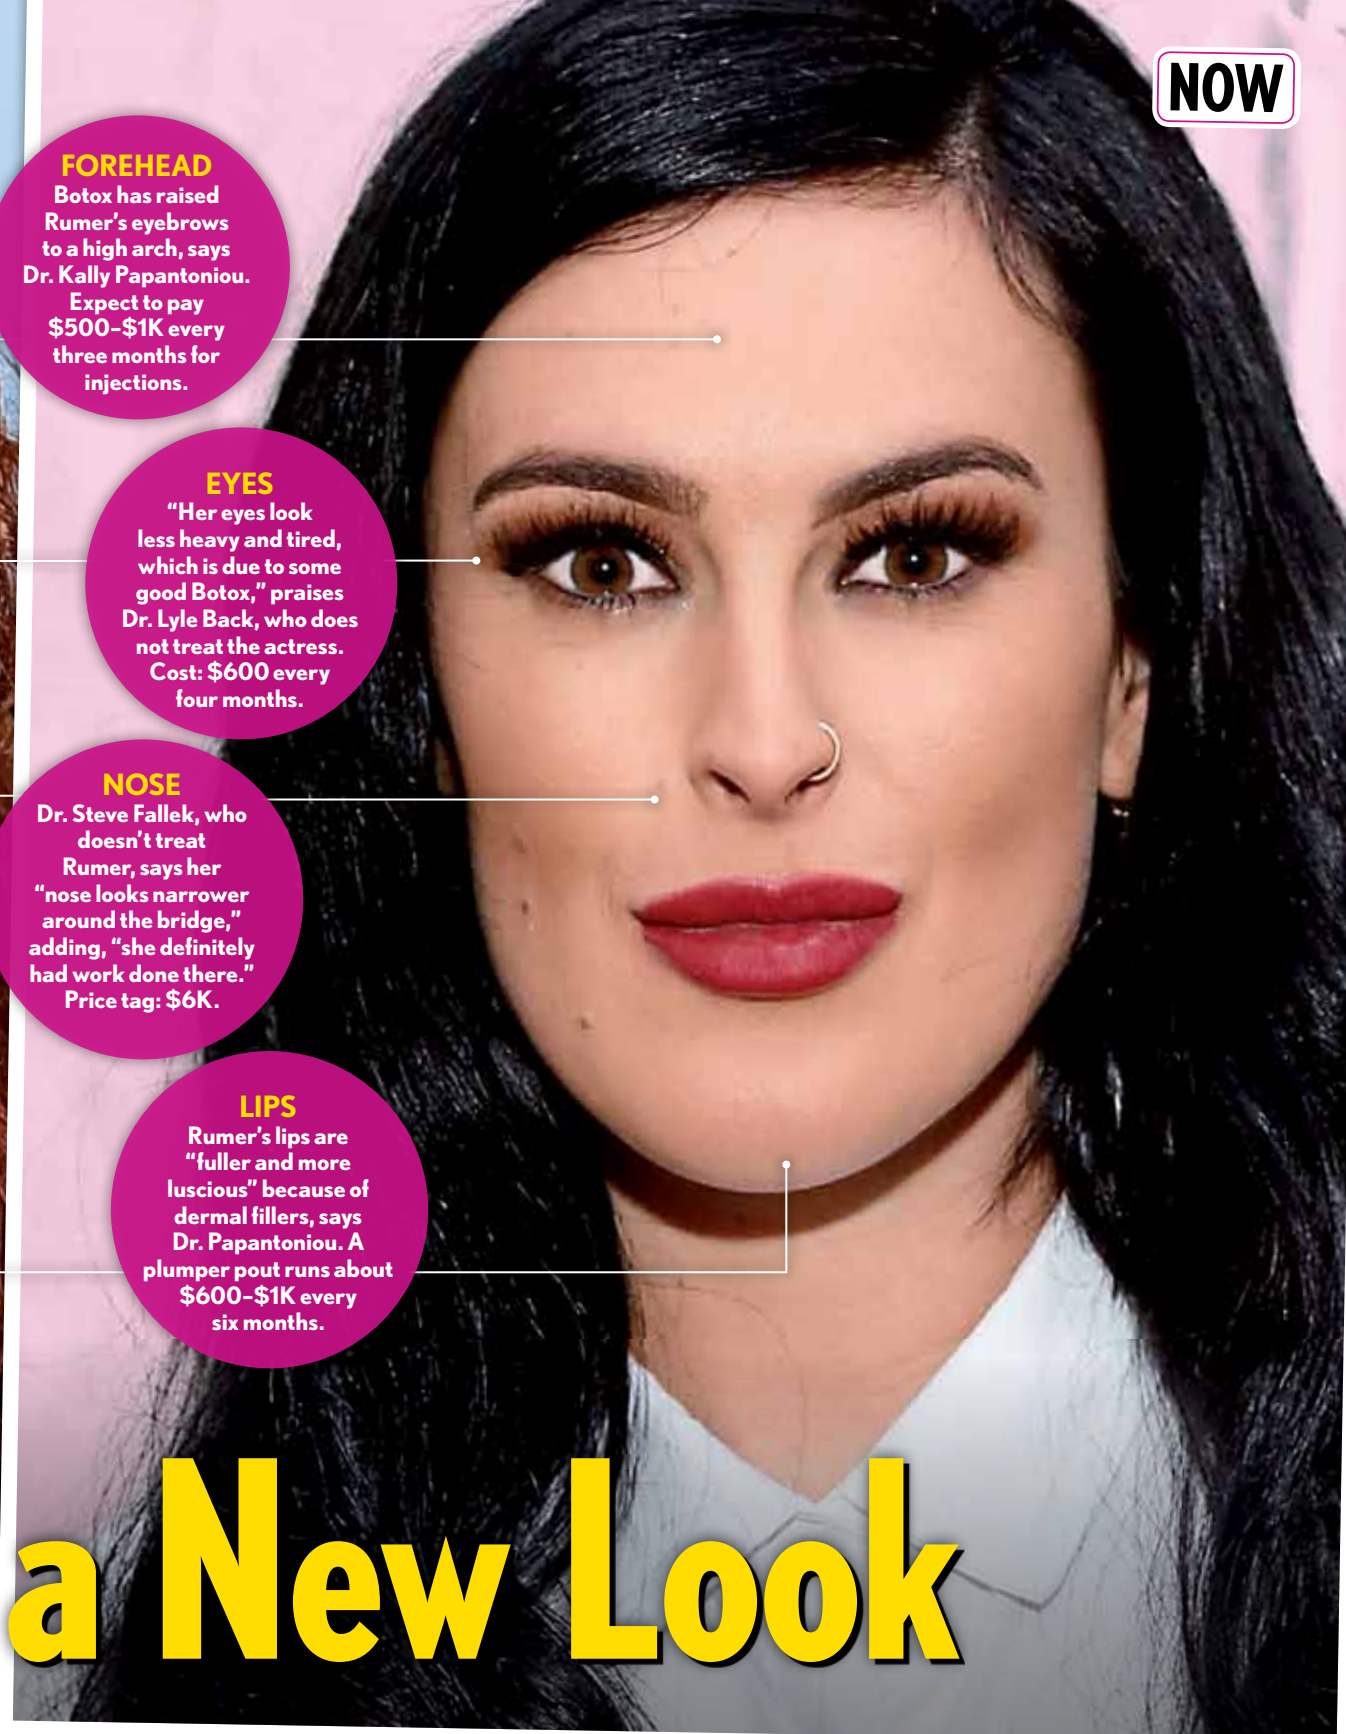 NOW
FOREHEAD
Botox has raised
Rumer's eyebrows
to a high arch, says
Dr. Kally Papantoniou.
Expect to pay
$500–$1K every
three months for
injections.
EYES
“Her eyes look
less heavy and tired,
which is due to some
good Botox,” praises
Dr. Lyle Back, who does
not treat the actress.
Cost: $600 every
four months.
NOSE
Dr. Steve Fallek, who
doesn't treat
Rumer, says her
“nose looks narrower
around the bridge,”
adding, “she definitely
had work done there.”
Price tag: $6K.
LIPS
Rumer's lips are
“fuller and more
luscious” because of
dermal fillers, says
Dr. Papantoniou. A
plumper pout runs about
$600–$1K every
six months.
a New Look